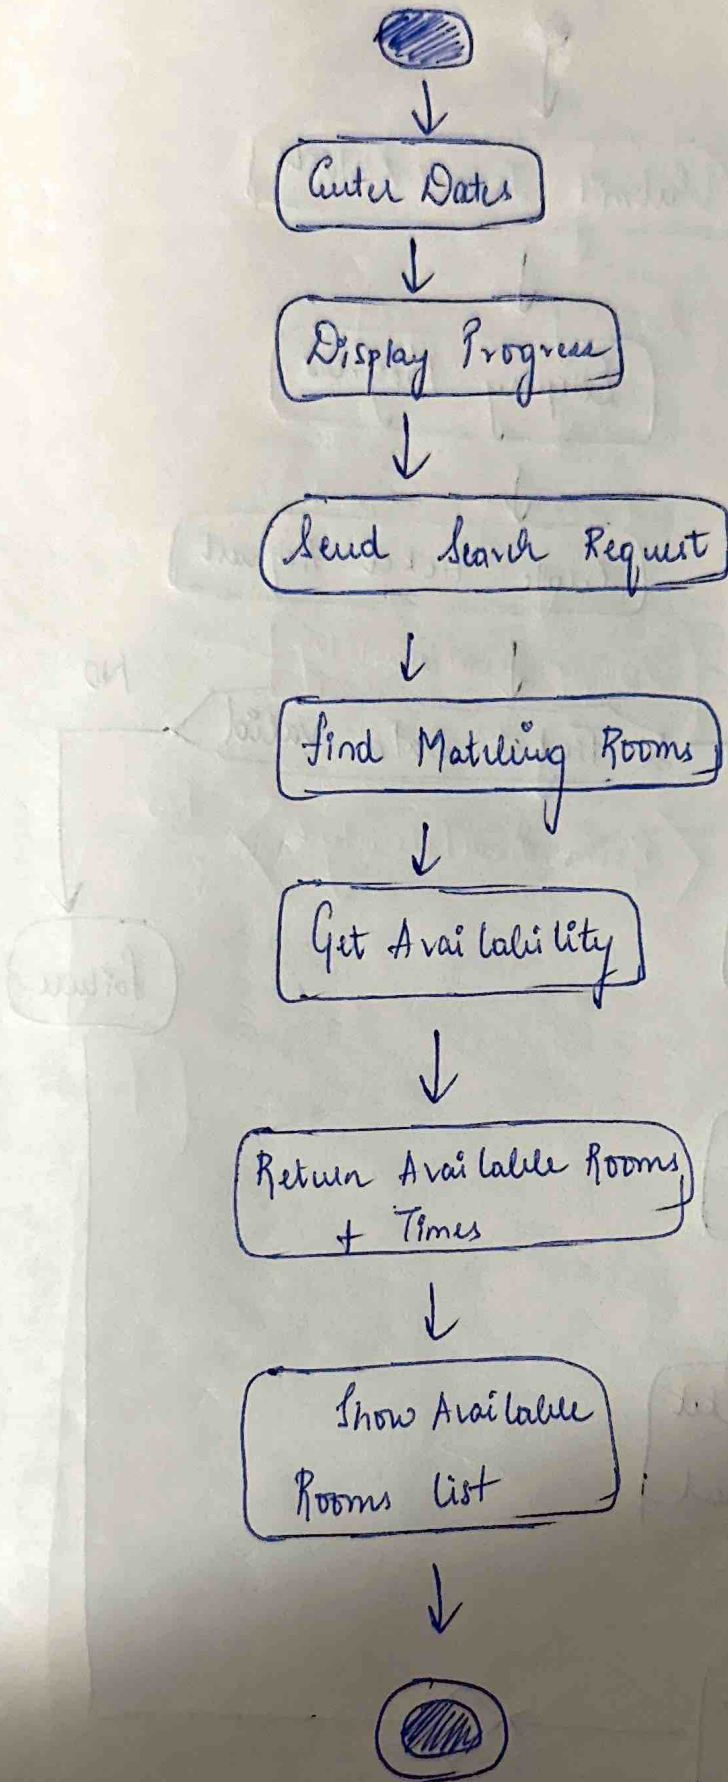 Enter Dates
Display Progress
Send Search Request
find Matching Rooms
Get Availability
Return Available Rooms
+ Times
Show Available
Rooms list